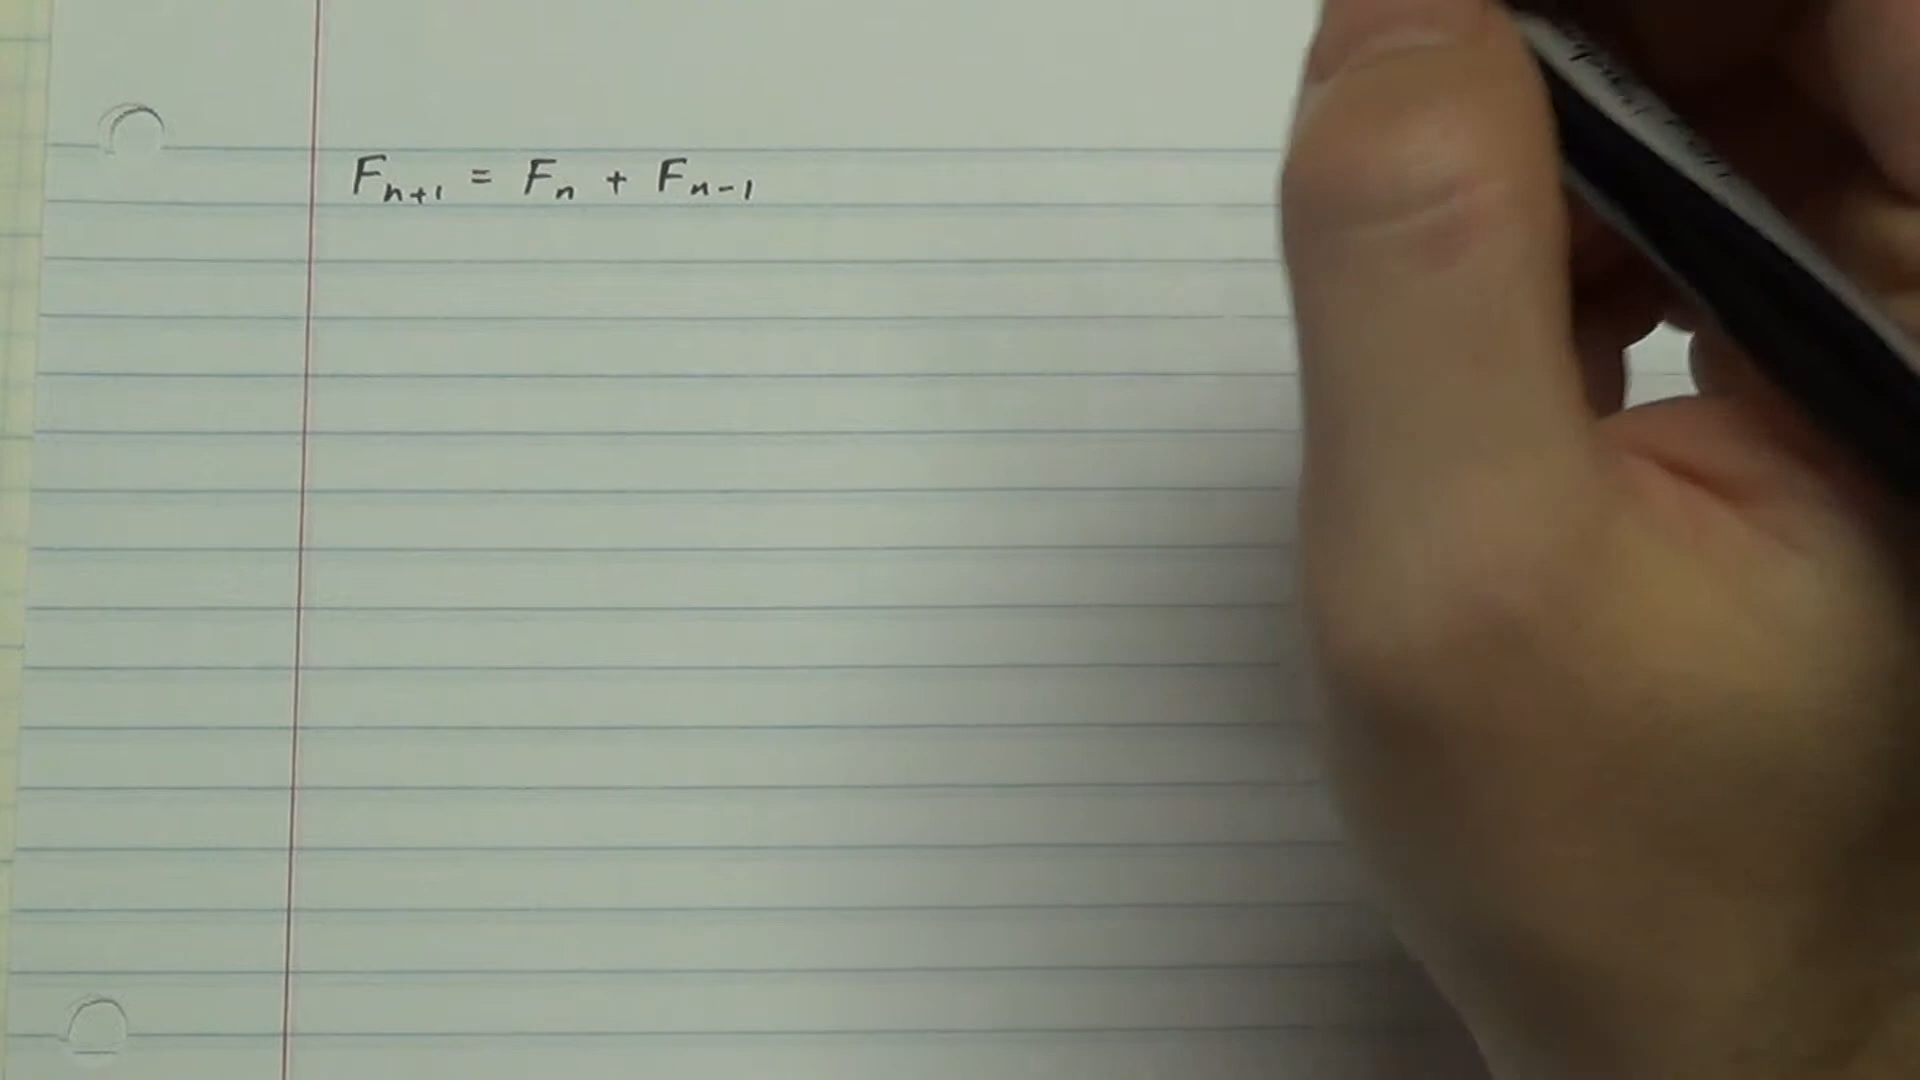 Fₙ₊₁ = Fₙ + Fₙ₋₁